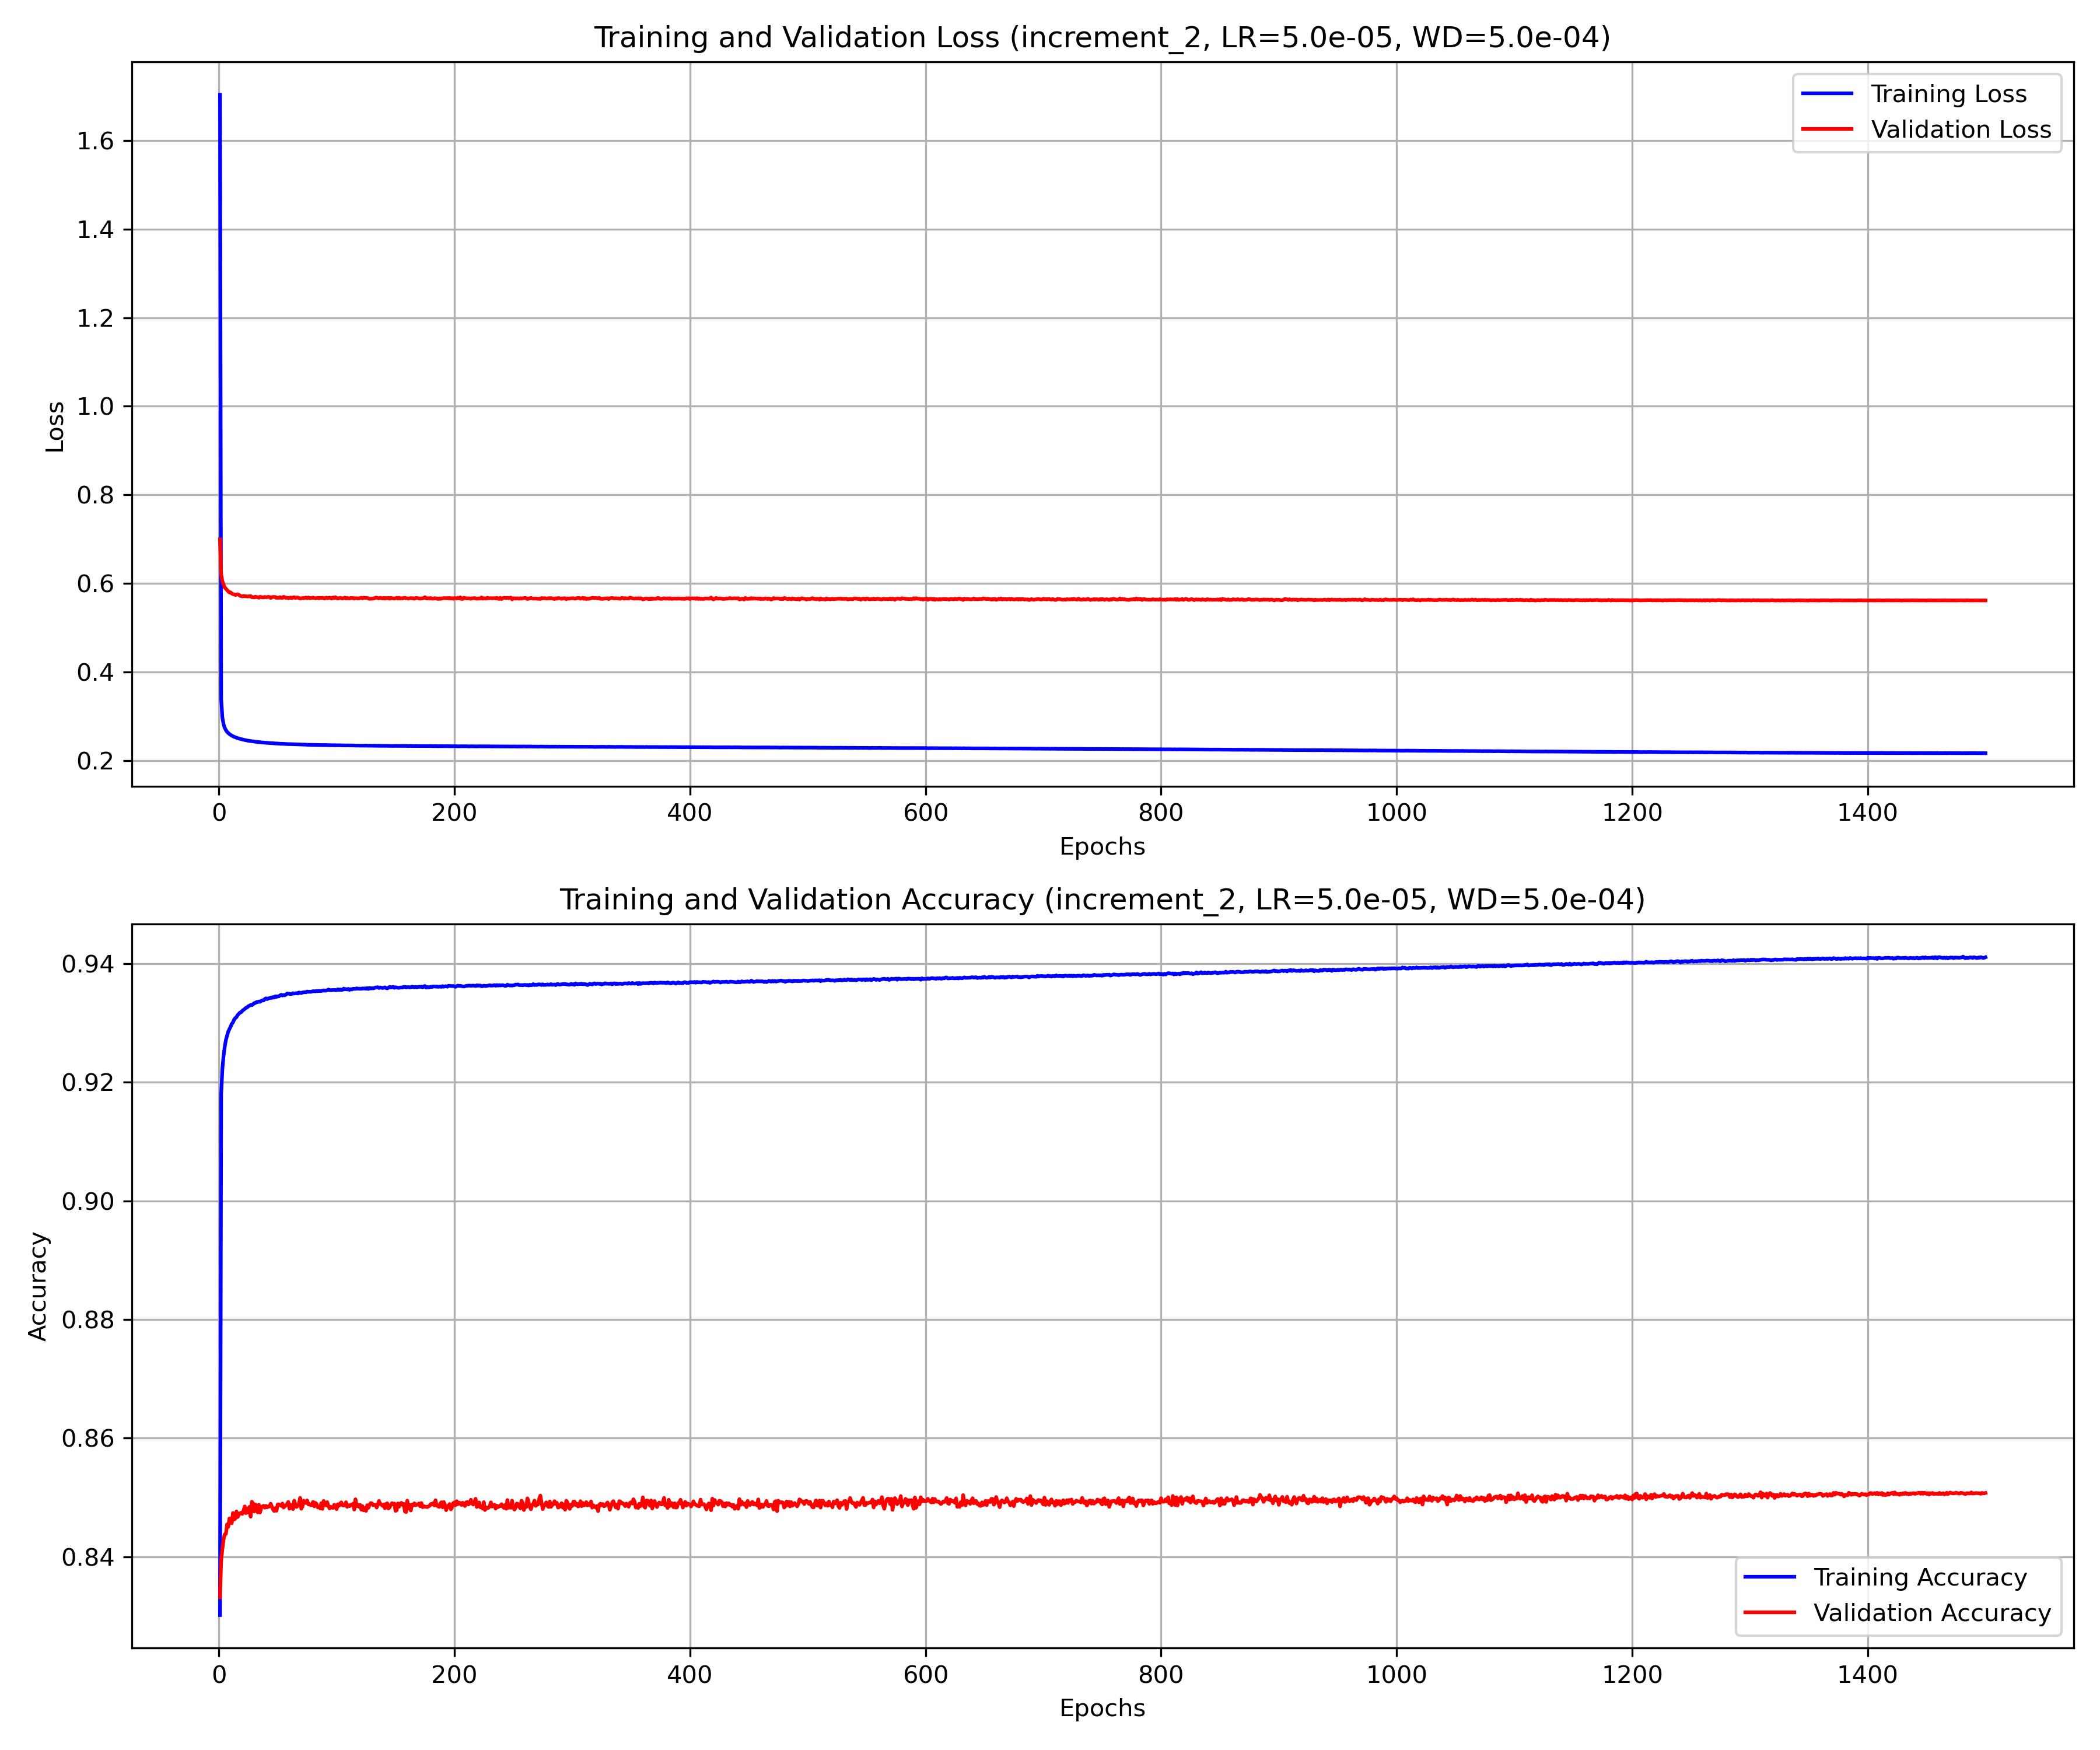 Training and Validation Loss (increment_2, LR=5.0e-05, WD=5.0e-04)
Training Loss
Validation Loss
1.6
1.4
1.2
1.0
0.8
0.6
0.4
0.2
Loss
0 200 400 600 800 1000 1200 1400
Epochs
Training and Validation Accuracy (increment_2, LR=5.0e-05, WD=5.0e-04)
0.94
0.92
0.90
0.88
0.86
0.84
Accuracy
Training Accuracy
Validation Accuracy
0 200 400 600 800 1000 1200 1400
Epochs